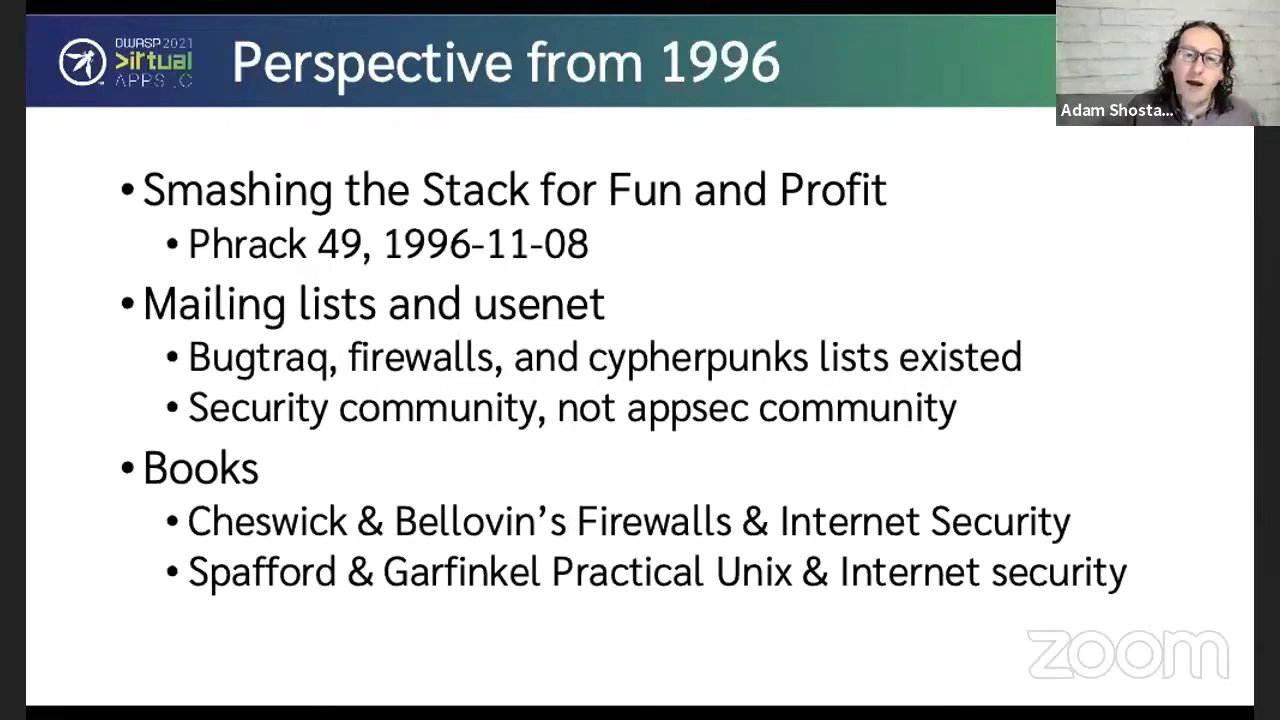 OWASP 2021
Virtual
APPSEC
Perspective from 1996
Adam Shosta...
• Smashing the Stack for Fun and Profit
• Phrack 49, 1996-11-08
• Mailing lists and usenet
• Bugtraq, firewalls, and cypherpunks lists existed
• Security community, not appsec community
• Books
• Cheswick & Bellovin’s Firewalls & Internet Security
• Spafford & Garfinkel Practical Unix & Internet security
zoom